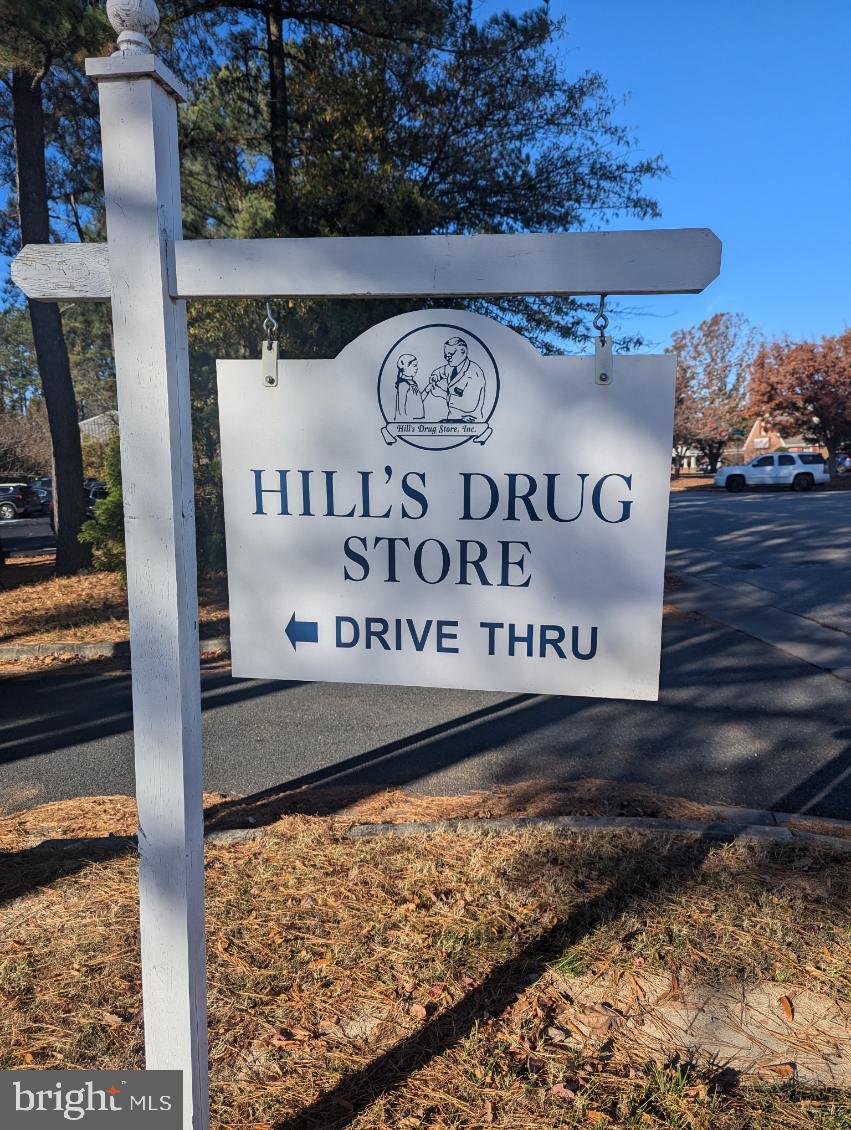 Hill's Drug Store, Inc.
HILL'S DRUG
STORE
DRIVE THRU
bright MLS